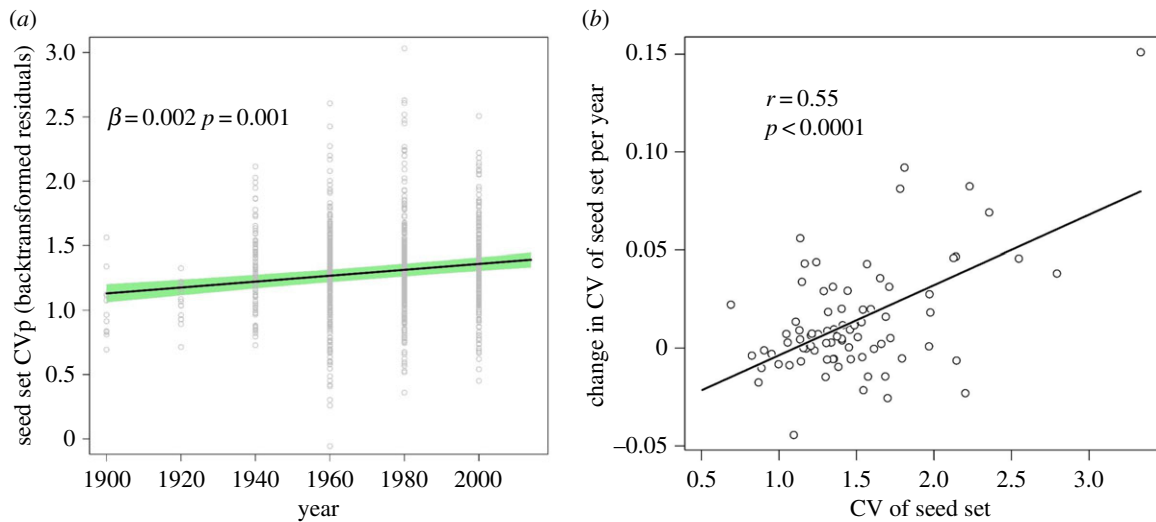 (a)
seed set CVp (backtransformed residuals)
3.0
2.5
2.0
1.5
1.0
0.5
0
β = 0.002 p = 0.001
1900 1920 1940 1960 1980 2000
year
(b)
change in CV of seed set per year
0.15
0.10
0.05
0
–0.05
r = 0.55
p < 0.0001
0.5 1.0 1.5 2.0 2.5 3.0
CV of seed set